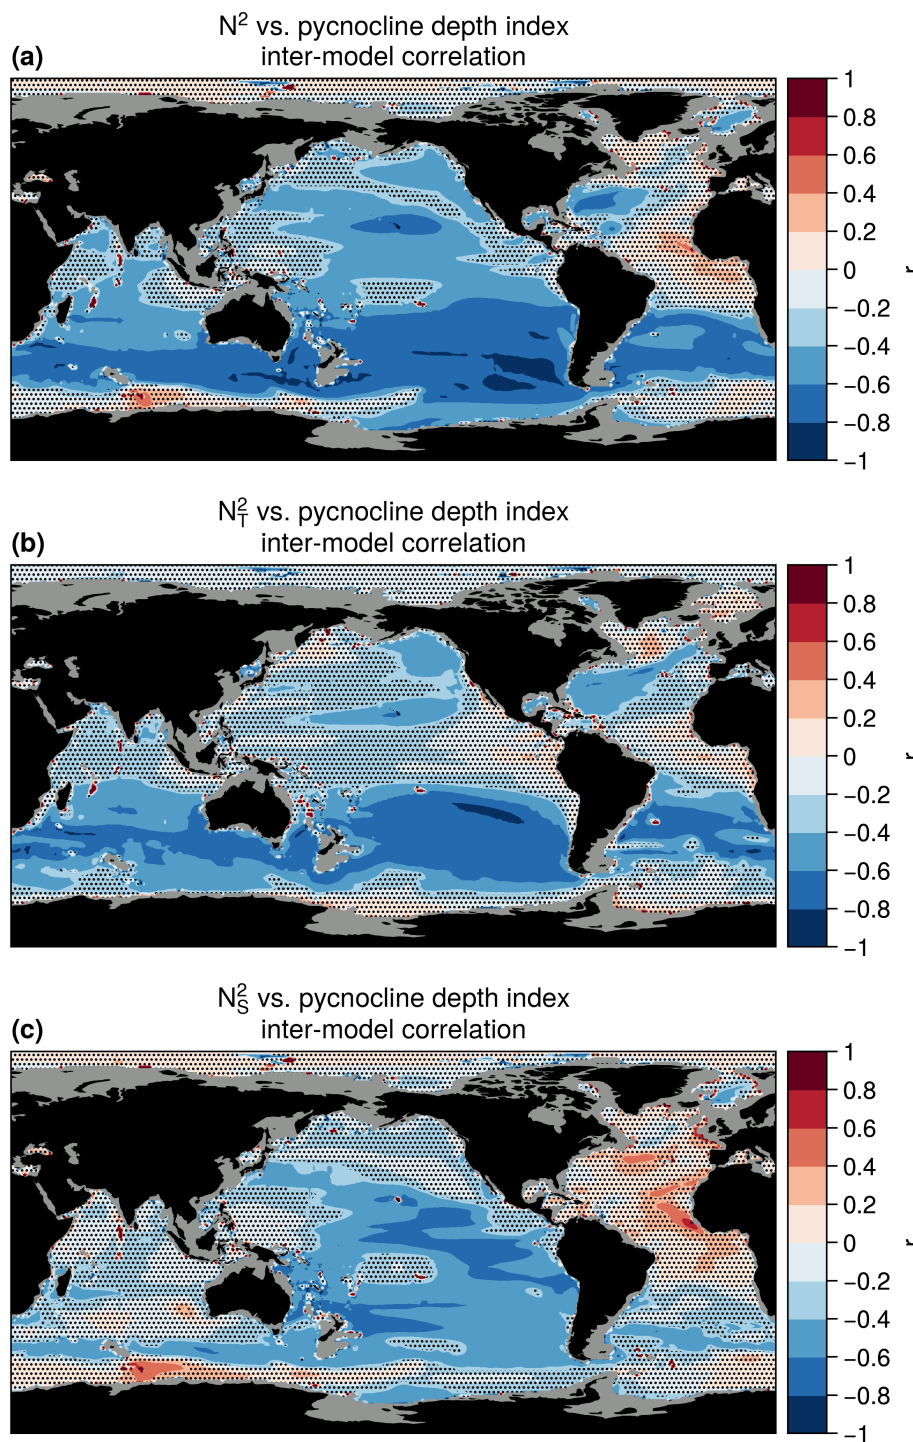 N² vs. pycnocline depth index
inter-model correlation
(a)
1
0.8
0.6
0.4
0.2
0
−0.2
−0.4
−0.6
−0.8
−1
r
N²_T vs. pycnocline depth index
inter-model correlation
(b)
1
0.8
0.6
0.4
0.2
0
−0.2
−0.4
−0.6
−0.8
−1
r
N²_S vs. pycnocline depth index
inter-model correlation
(c)
1
0.8
0.6
0.4
0.2
0
−0.2
−0.4
−0.6
−0.8
−1
r